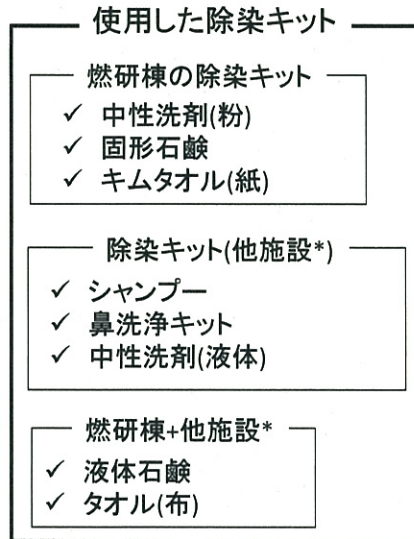 使用した除染キット
燃研棟の除染キット
✓ 中性洗剤(粉)
✓ 固形石鹸
✓ キムタオル(紙)
除染キット(他施設*)
✓ シャンプー
✓ 鼻洗浄キット
✓ 中性洗剤(液体)
燃研棟+他施設*
✓ 液体石鹸
✓ タオル(布)